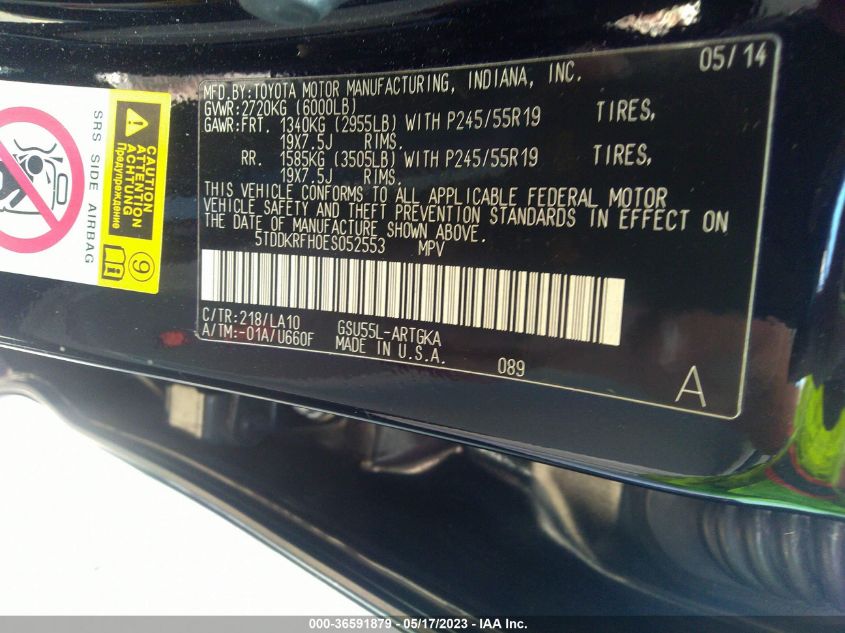 MFD.BY:TOYOTA MOTOR MANUFACTURING, INDIANA, INC. 05/14
GVWR:2720KG (6000LB)
GAWR:FRT. 1340KG (2955LB) WITH P245/55R19 TIRES,
19X7.5J RIMS.
RR. 1585KG (3505LB) WITH P245/55R19 TIRES,
19X7.5J RIMS.
THIS VEHICLE CONFORMS TO ALL APPLICABLE FEDERAL MOTOR
VEHICLE SAFETY AND THEFT PREVENTION STANDARDS IN EFFECT ON
THE DATE OF MANUFACTURE SHOWN ABOVE.
5TDDKRFH0ES052553 MPV
C/TR:218/LA10 GSU55L-ARTGKA
A/TM:-01A/U660F MADE IN U.S.A.
089
A
SRS SIDE AIRBAG
CAUTION
ATTENTION
ACHTUNG
Предупреждение
9
000-36591879 - 05/17/2023 - IAA Inc.